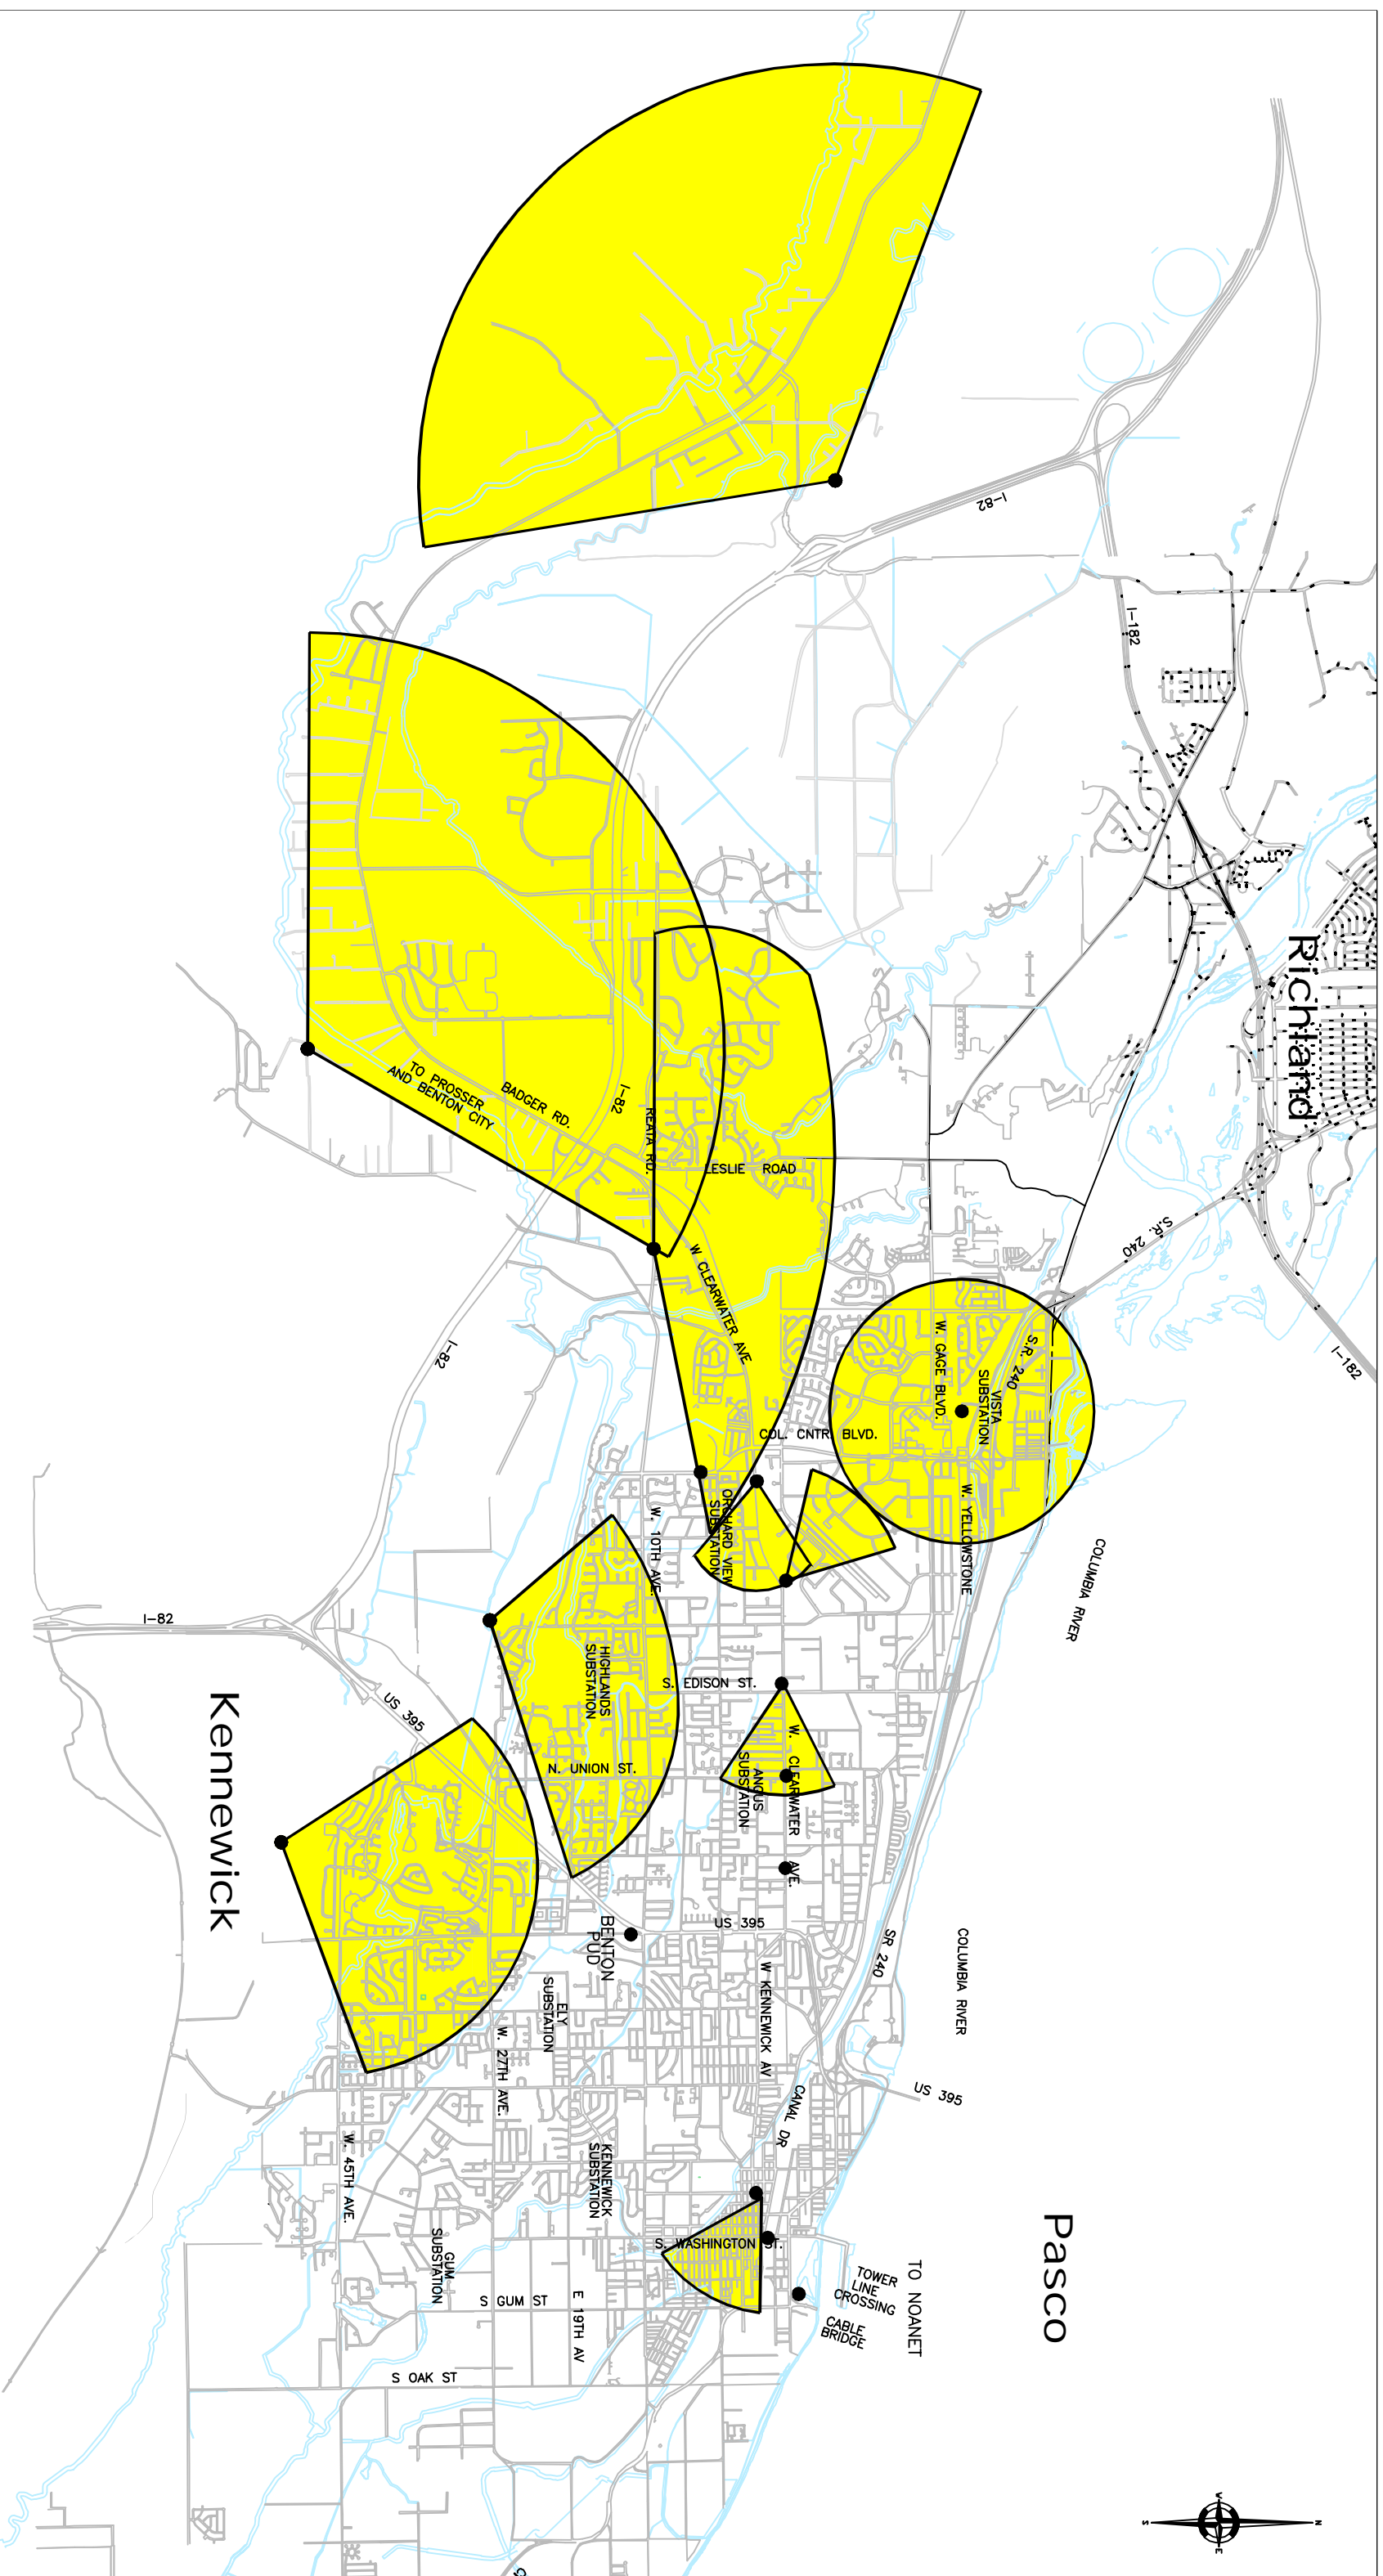 Richland
Kennewick
Pasco
I-82
I-182
S.R. 240
I-182
TO PROSSER
AND BENTON CITY
BADGER RD.
I-82
REATA RD.
LESLIE ROAD
W CLEARWATER AVE
I-82
W. GAGE BLVD.
S.R. 240
VISTA
SUBSTATION
COL. CNTR. BLVD.
W. YELLOWSTONE
COLUMBIA RIVER
ORCHARD VIEW
SUBSTATION
W. 10TH AVE.
I-82
US 395
HIGHLANDS
SUBSTATION
S. EDISON ST.
N. UNION ST.
W. CLEARWATER AVE.
ANGUS
SUBSTATION
BENTON
PUD
US 395
SR 240
COLUMBIA RIVER
W KENNEWICK AV
ELY
SUBSTATION
W. 27TH AVE.
US 395
CANAL DR
KENNEWICK
SUBSTATION
W. 45TH AVE.
S. WASHINGTON ST.
GUM
SUBSTATION
S GUM ST
E 19TH AV
S OAK ST
TOWER
LINE
CROSSING
CABLE
BRIDGE
TO NOANET
N
E
S
W